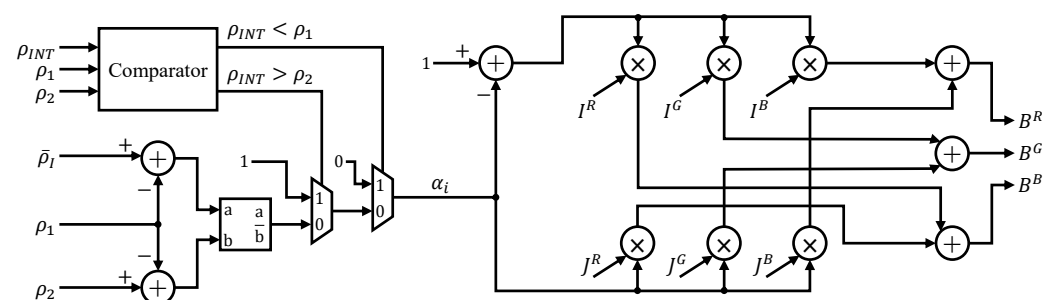 ρ_INT
ρ_1
ρ_2
Comparator
ρ_INT < ρ_1
ρ_INT > ρ_2
ρ̄_I
+
+
−
ρ_1
−
ρ_2
+
+
a
b
a
b̄
1
1
0
0
1
0
α_i
1
+
+
−
×
×
×
I^R
I^G
I^B
×
×
×
J^R
J^G
J^B
+
+
+
B^R
B^G
B^B